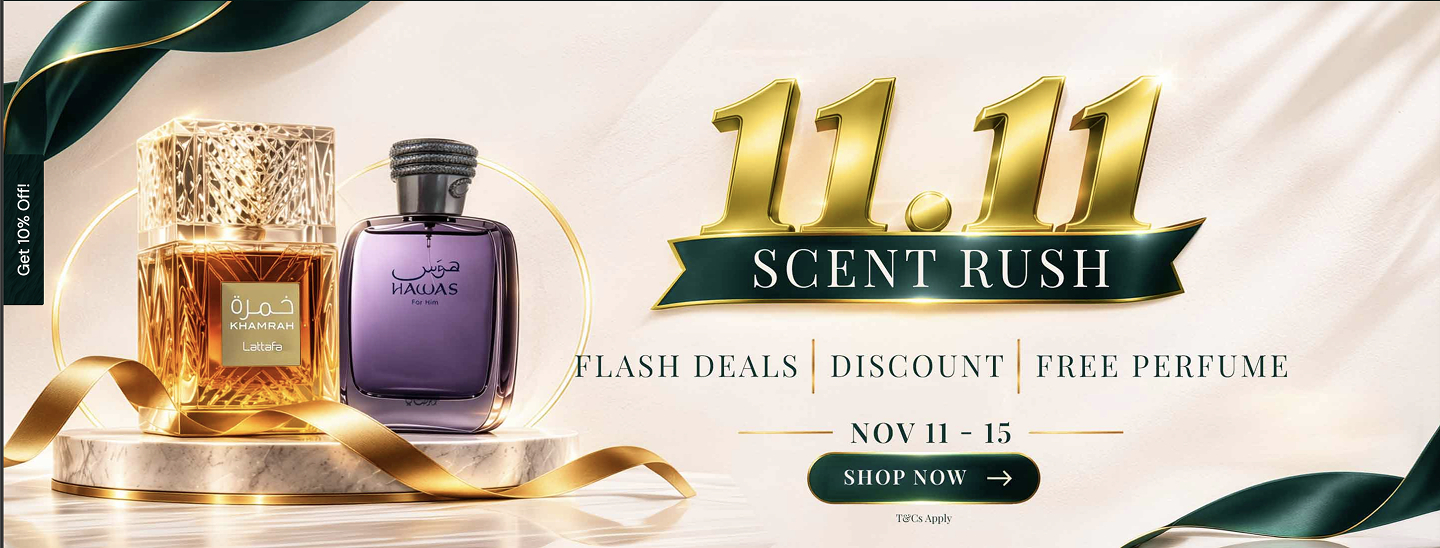 Get 10% Off!
خمرة
KHAMRAH
Lattafa
هوس
HAWAS
For Him
11.11
SCENT RUSH
FLASH DEALS | DISCOUNT | FREE PERFUME
NOV 11 - 15
SHOP NOW →
T&Cs Apply